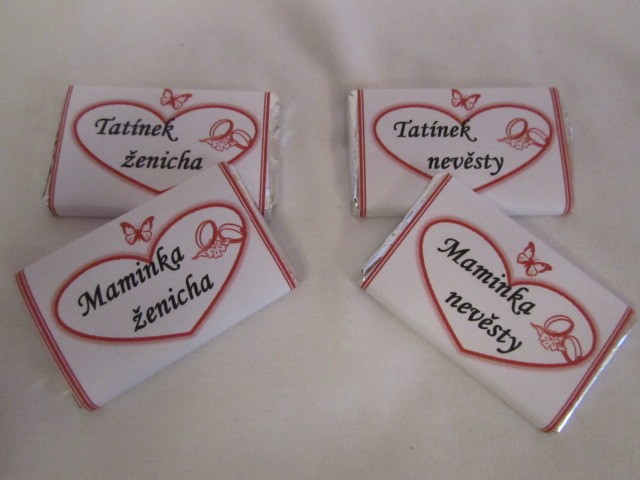 Tatínek
ženicha
Tatínek
nevěsty
Maminka
ženicha
Maminka
nevěsty